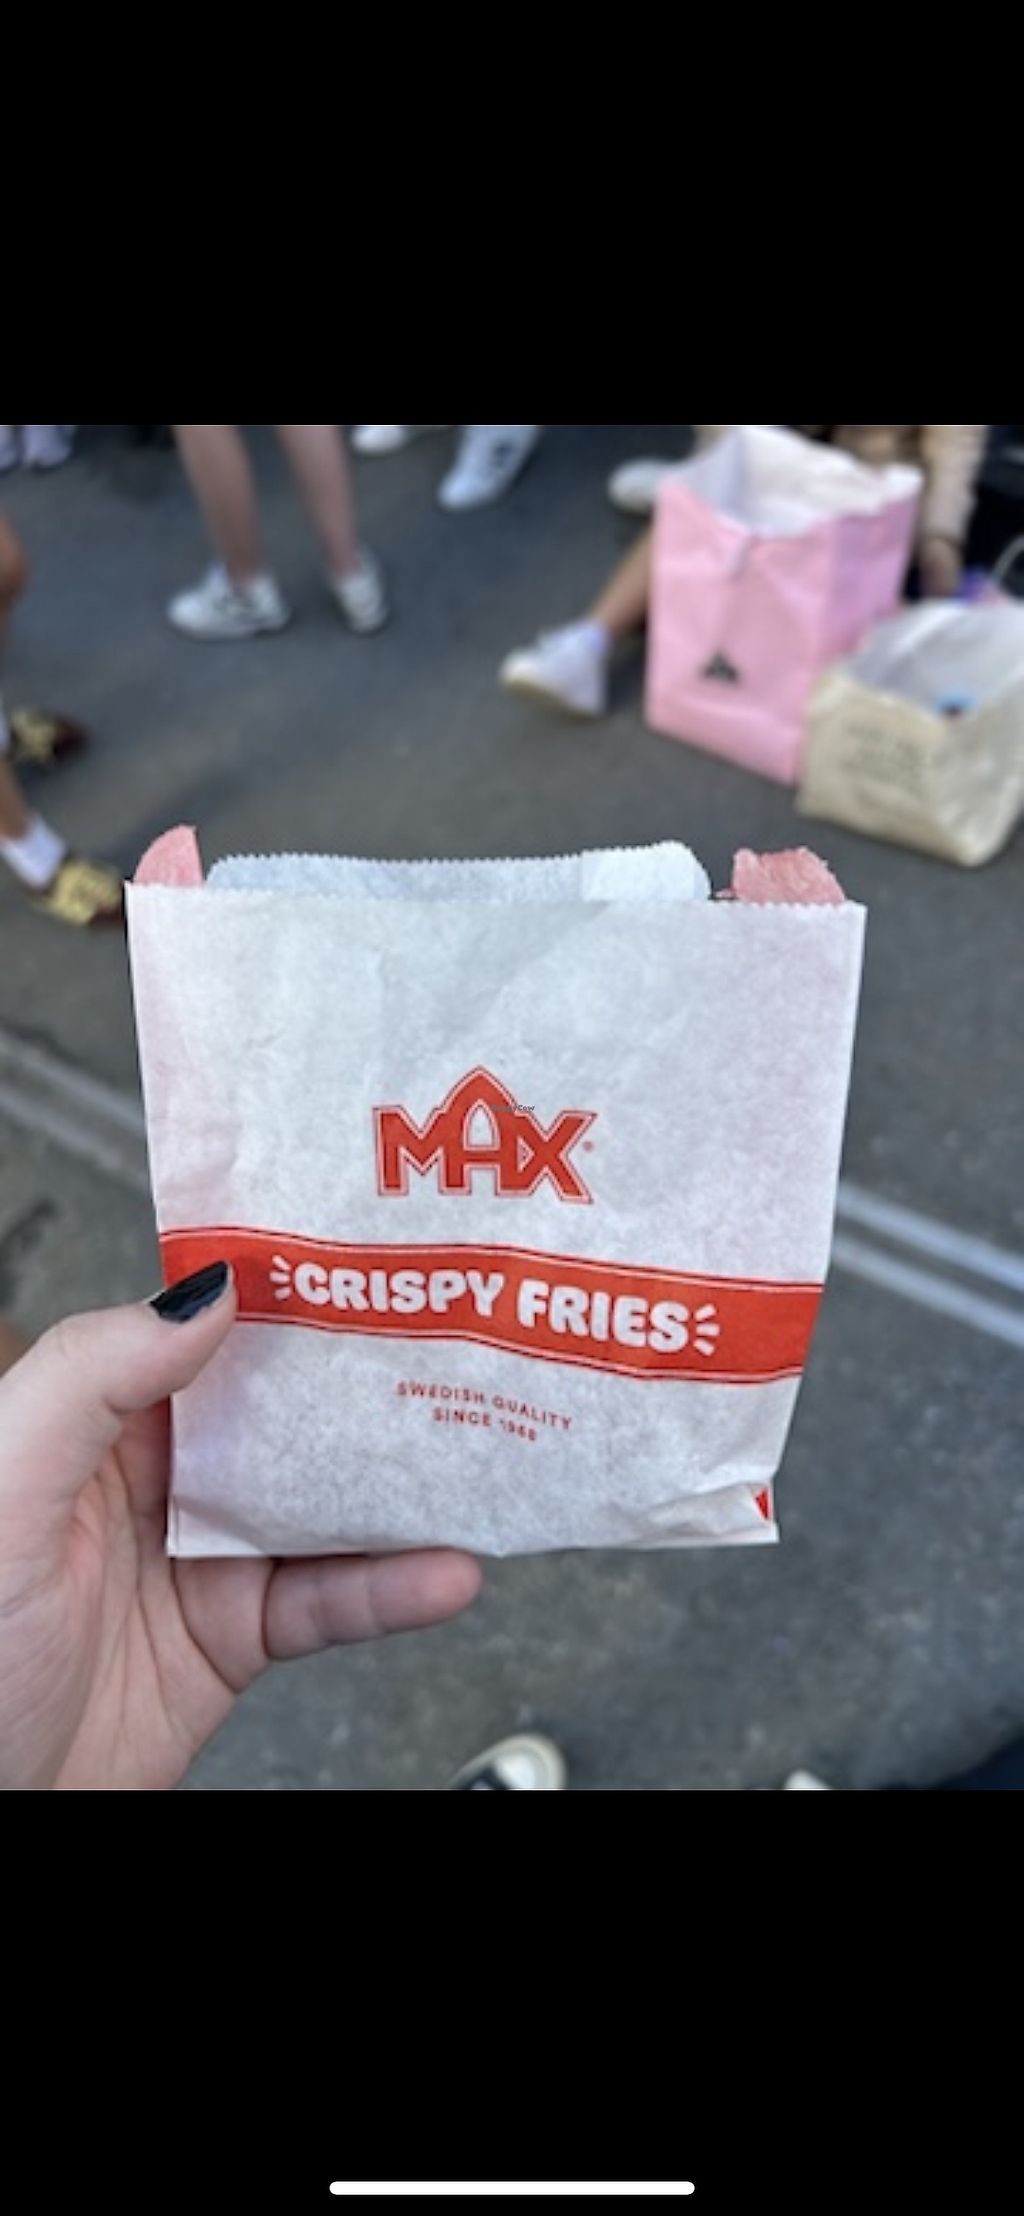 MAX
CRISPY FRIES
SWEDISH QUALITY
SINCE 1968